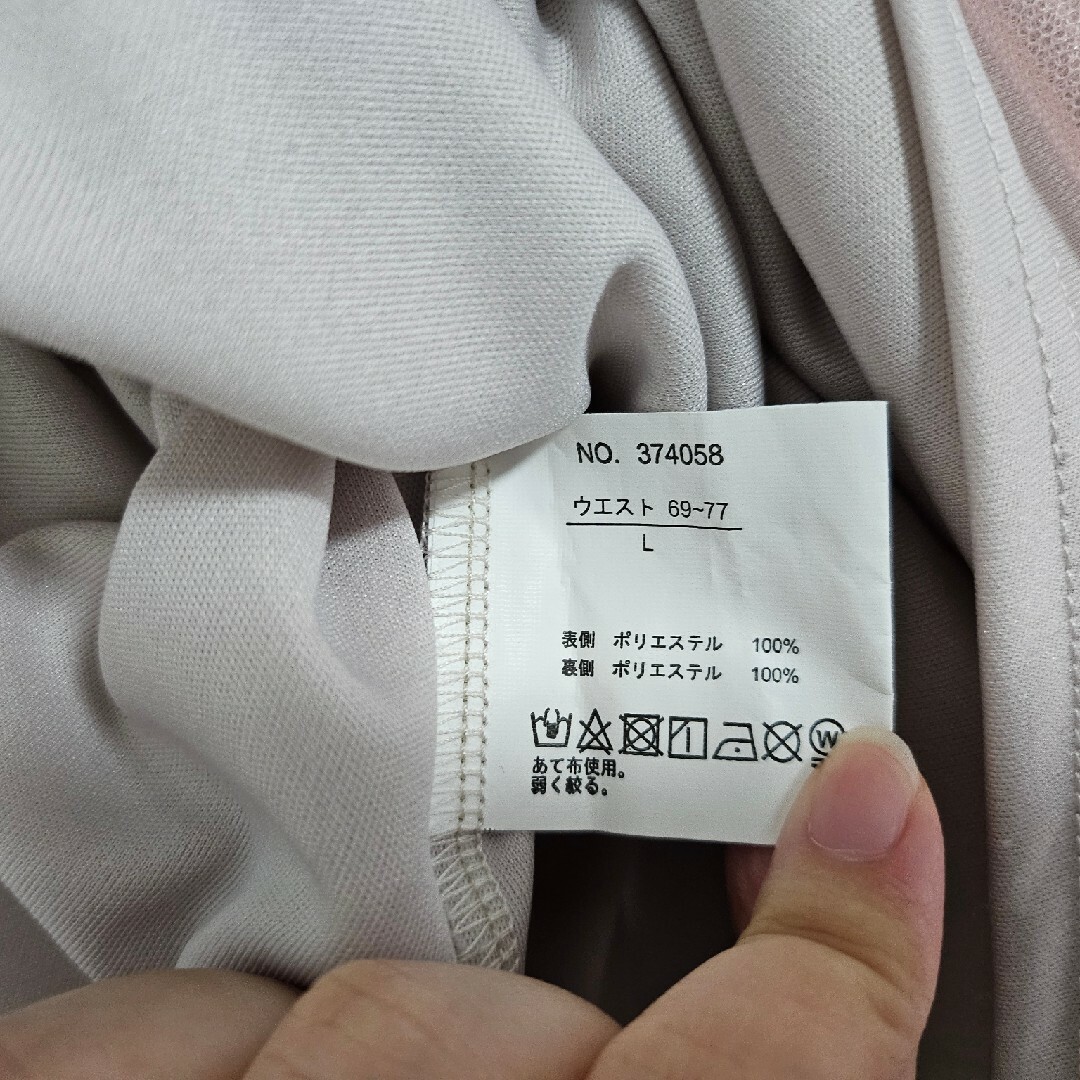 NO. 374058
ウエスト 69~77
L
表側 ポリエステル 100%
裏側 ポリエステル 100%
W
あて布使用。
弱く絞る。